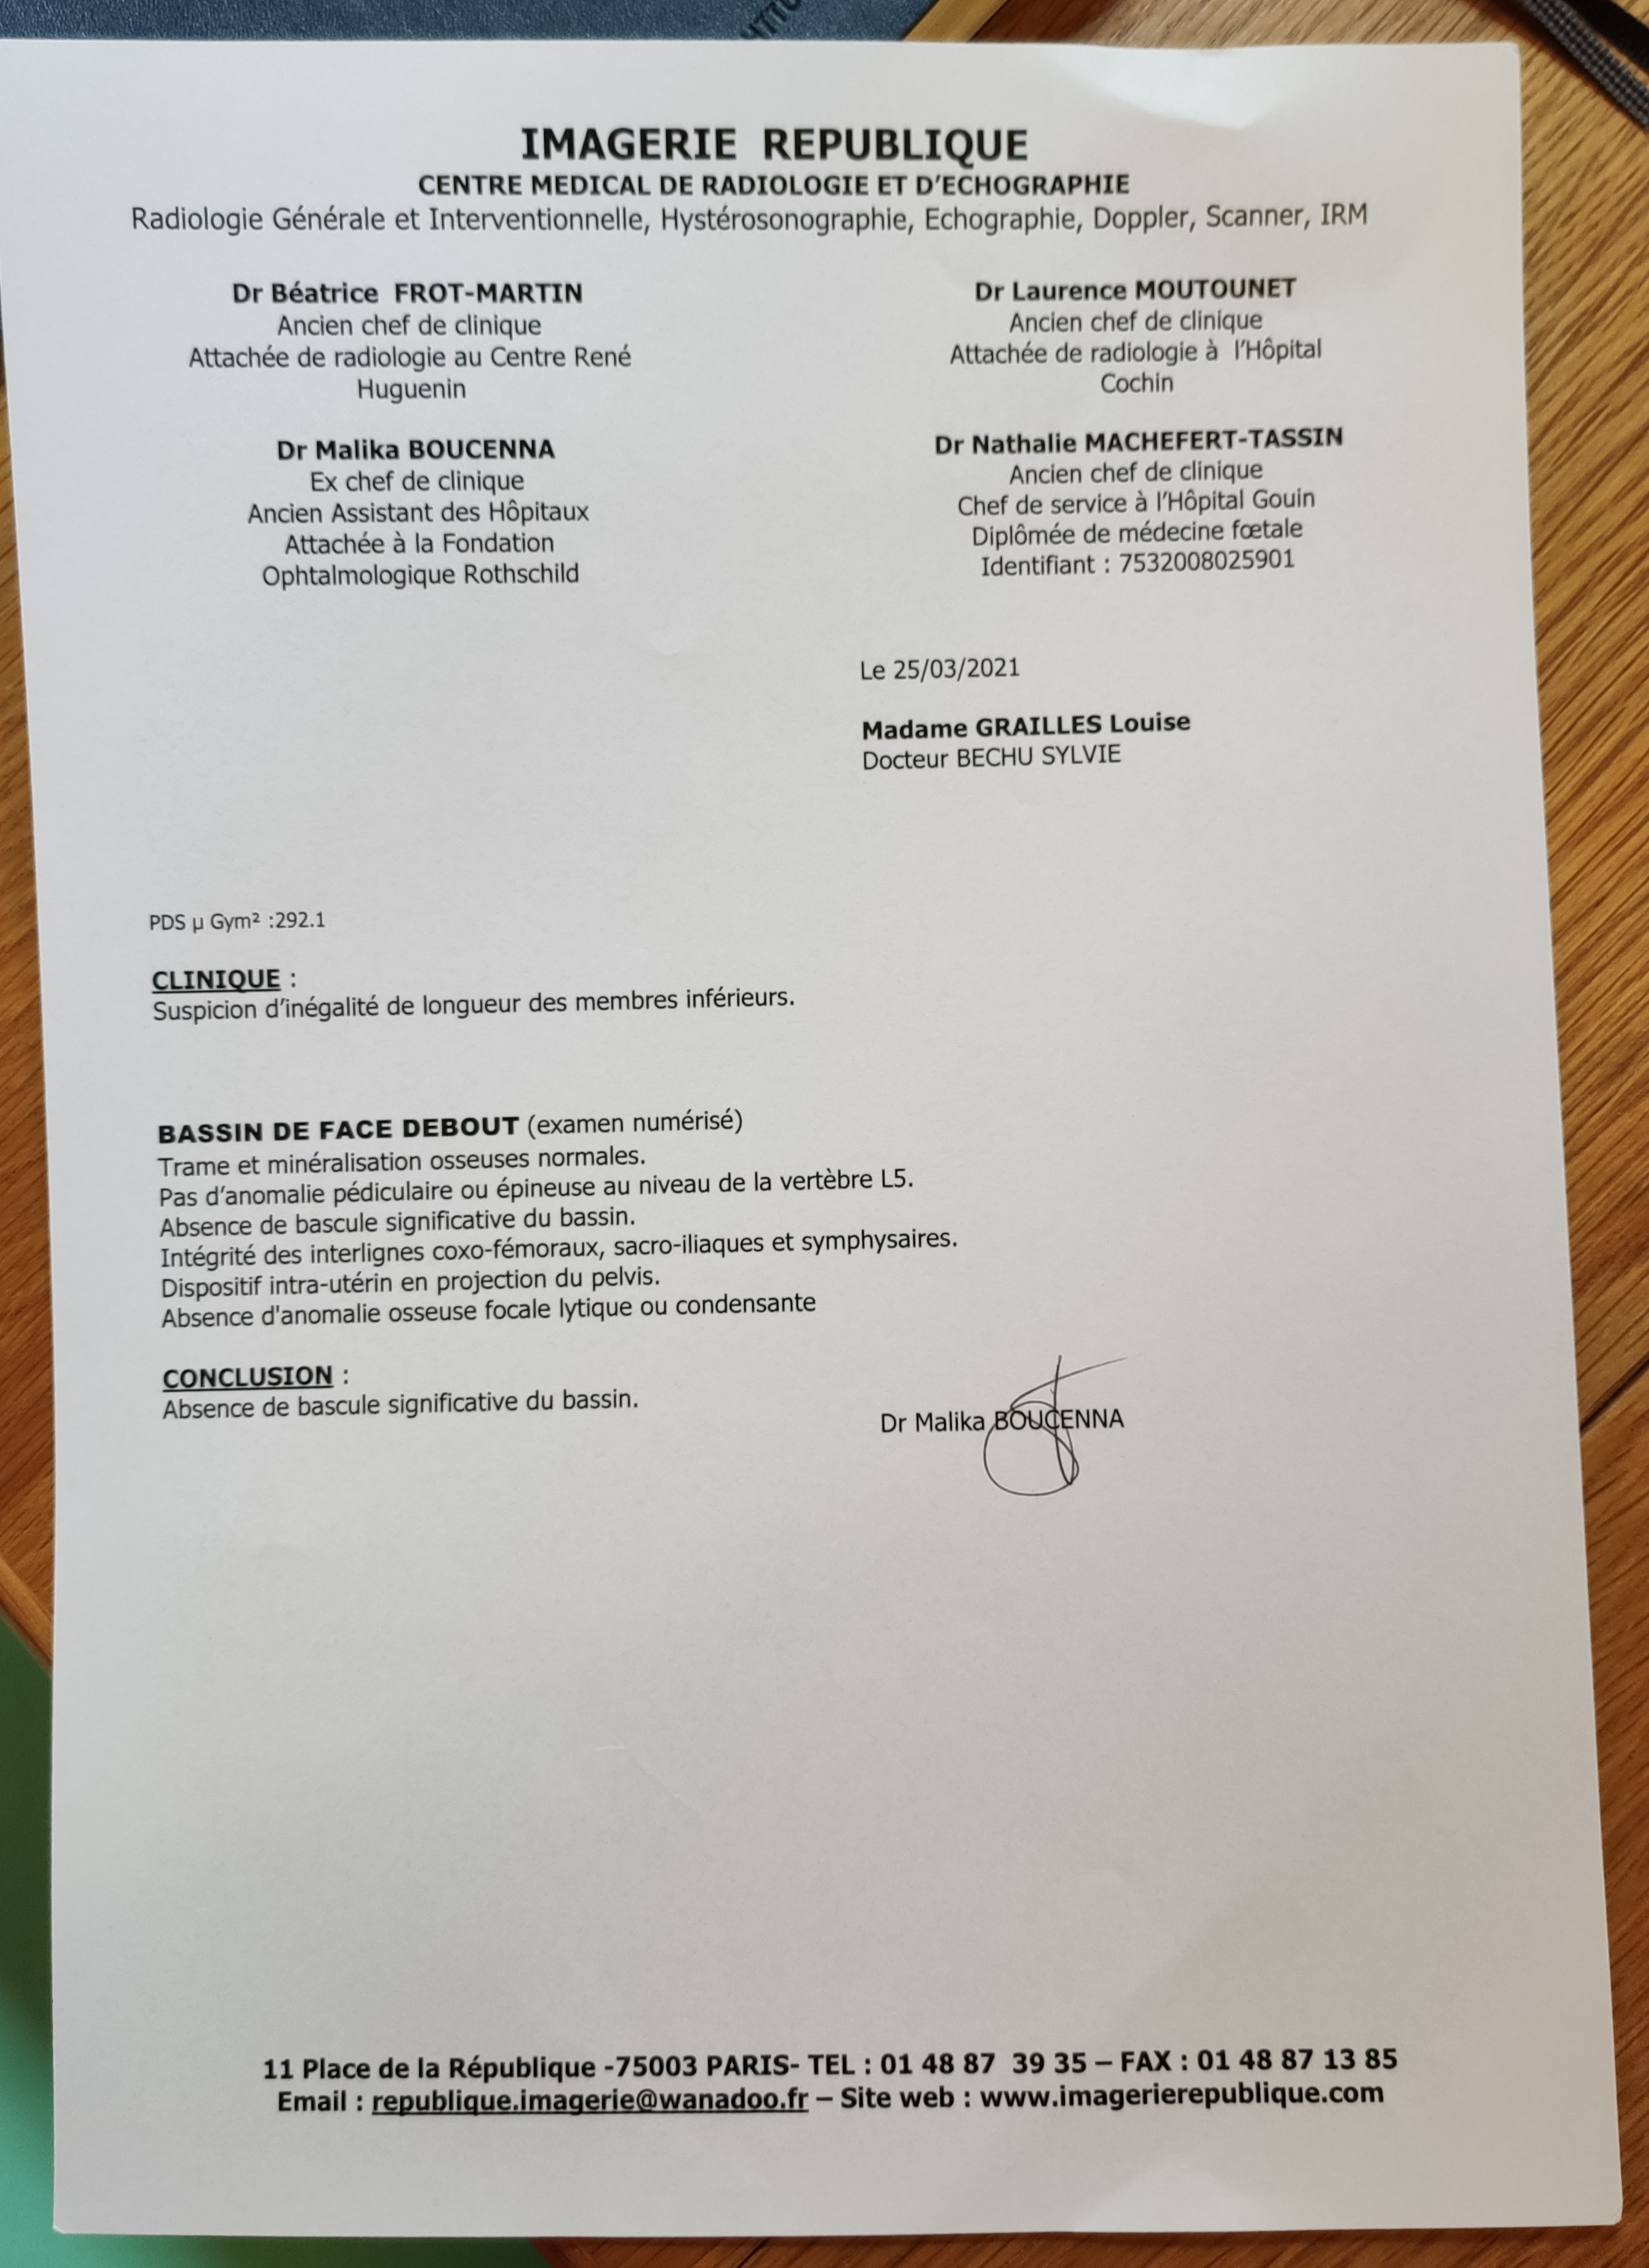 IMAGERIE REPUBLIQUE
CENTRE MEDICAL DE RADIOLOGIE ET D'ECHOGRAPHIE
Radiologie Générale et Interventionnelle, Hystérosonographie, Echographie, Doppler, Scanner, IRM
Dr Béatrice FROT-MARTIN
Ancien chef de clinique
Attachée de radiologie au Centre René
Huguenin
Dr Laurence MOUTOUNET
Ancien chef de clinique
Attachée de radiologie à l'Hôpital
Cochin
Dr Malika BOUCENNA
Ex chef de clinique
Ancien Assistant des Hôpitaux
Attachée à la Fondation
Ophtalmologique Rothschild
Dr Nathalie MACHEFERT-TASSIN
Ancien chef de clinique
Chef de service à l'Hôpital Gouin
Diplômée de médecine fœtale
Identifiant : 7532008025901
Le 25/03/2021
Madame GRAILLES Louise
Docteur BECHU SYLVIE
PDS µ Gym² :292.1
CLINIQUE :
Suspicion d'inégalité de longueur des membres inférieurs.
BASSIN DE FACE DEBOUT (examen numérisé)
Trame et minéralisation osseuses normales.
Pas d'anomalie pédiculaire ou épineuse au niveau de la vertèbre L5.
Absence de bascule significative du bassin.
Intégrité des interlignes coxo-fémoraux, sacro-iliaques et symphysaires.
Dispositif intra-utérin en projection du pelvis.
Absence d'anomalie osseuse focale lytique ou condensante
CONCLUSION :
Absence de bascule significative du bassin.
Dr Malika BOUCENNA
11 Place de la République -75003 PARIS- TEL : 01 48 87 39 35 – FAX : 01 48 87 13 85
Email : republique.imagerie@wanadoo.fr – Site web : www.imagerierepublique.com